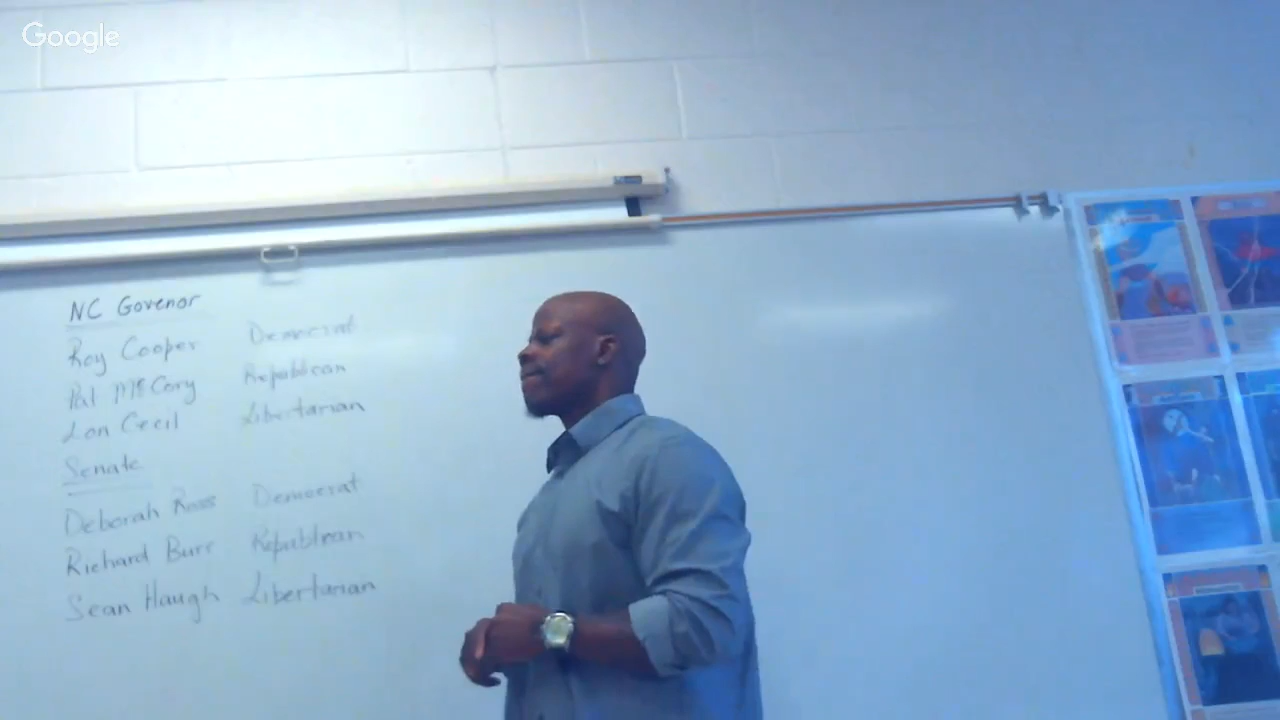 Google
NC Govenor
Roy Cooper Democrat
Pat McCory Republican
Lon Cecil Libertarian
Senate
Deborah Ross Democrat
Richard Burr Republican
Sean Haugh Libertarian